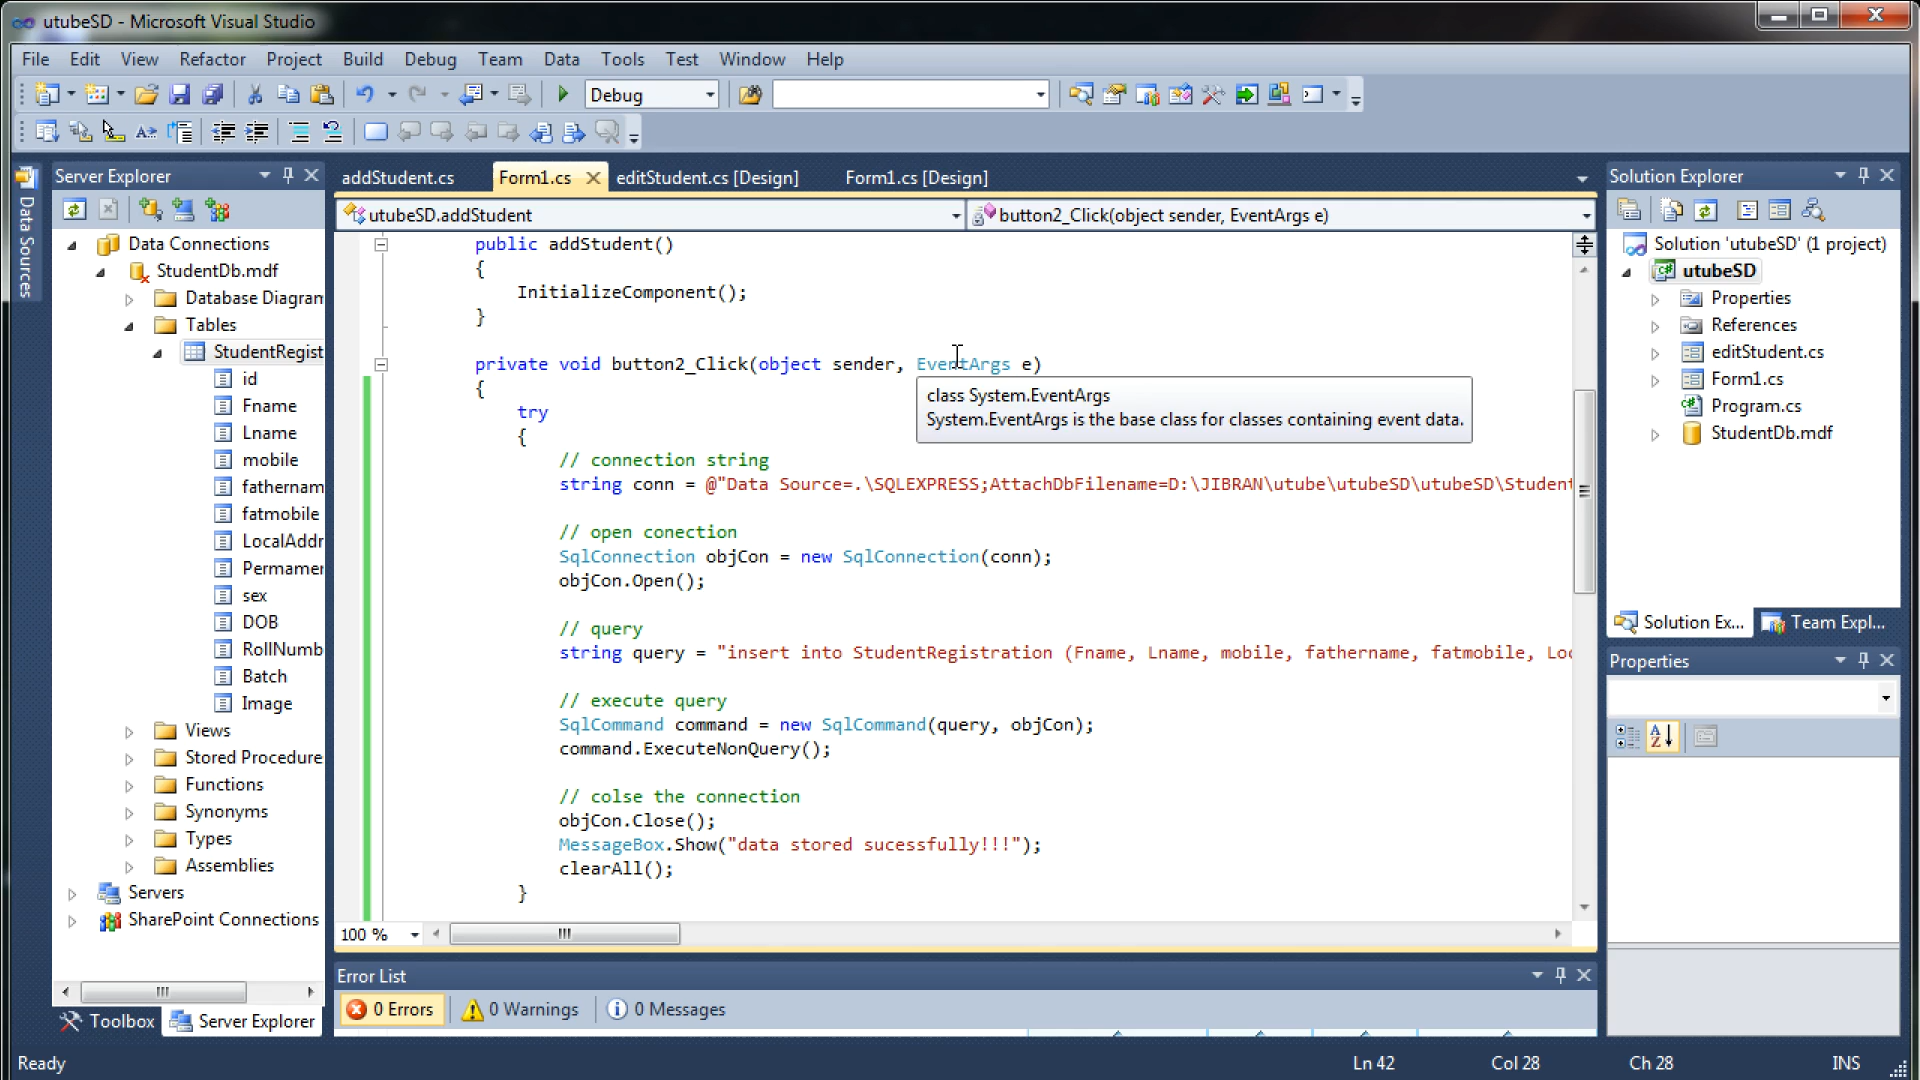 utubeSD - Microsoft Visual Studio
File Edit View Refactor Project Build Debug Team Data Tools Test Window Help
Debug
Data Sources
Server Explorer
Data Connections
StudentDb.mdf
Database Diagram
Tables
StudentRegist
id
Fname
Lname
mobile
fathernam
fatmobile
LocalAddr
Permamer
sex
DOB
RollNumb
Batch
Image
Views
Stored Procedure
Functions
Synonyms
Types
Assemblies
Servers
SharePoint Connections
Toolbox Server Explorer
addStudent.cs Form1.cs editStudent.cs [Design] Form1.cs [Design]
utubeSD.addStudent button2_Click(object sender, EventArgs e)
public addStudent()
{
InitializeComponent();
}
private void button2_Click(object sender, EventArgs e)
{
class System.EventArgs
System.EventArgs is the base class for classes containing event data.
try
{
// connection string
string conn = @"Data Source=.\SQLEXPRESS;AttachDbFilename=D:\JIBRAN\utube\utubeSD\utubeSD\Student
// open conection
SqlConnection objCon = new SqlConnection(conn);
objCon.Open();
// query
string query = "insert into StudentRegistration (Fname, Lname, mobile, fathername, fatmobile, Loc
// execute query
SqlCommand command = new SqlCommand(query, objCon);
command.ExecuteNonQuery();
// colse the connection
objCon.Close();
MessageBox.Show("data stored sucessfully!!!");
clearAll();
}
100 %
Error List
0 Errors 0 Warnings 0 Messages
Solution Explorer
Solution 'utubeSD' (1 project)
utubeSD
Properties
References
editStudent.cs
Form1.cs
Program.cs
StudentDb.mdf
Solution Ex... Team Expl...
Properties
Ready Ln 42 Col 28 Ch 28 INS